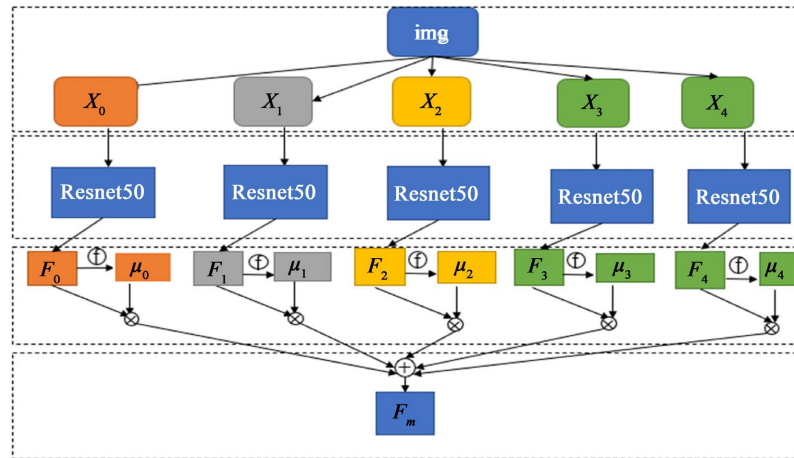 img
X₀ X₁ X₂ X₃ X₄
Resnet50 Resnet50 Resnet50 Resnet50 Resnet50
F₀ f μ₀ F₁ f μ₁ F₂ f μ₂ F₃ f μ₃ F₄ f μ₄
⊗ ⊗ ⊗ ⊗ ⊗
⊕
Fₘ